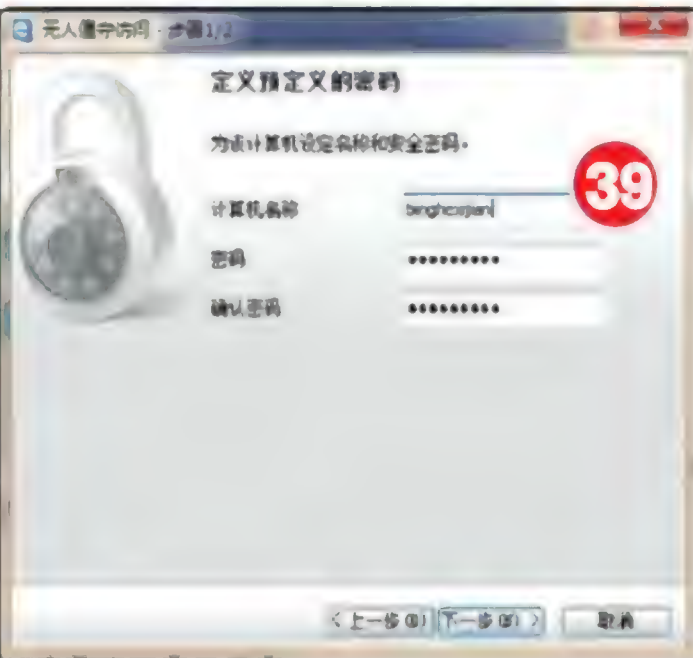 无人值守访问 - 步骤1/2
定义预定义的密码
为该计算机设定名称和安全密码。
39
计算机名称
密码
•••••••••
确认密码
•••••••••
<上一步(B)
下一步(N)>
取消